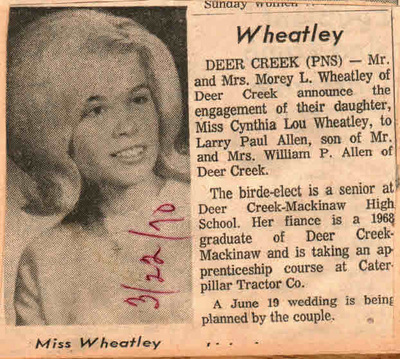 Sunday women
Wheatley
DEER CREEK (PNS) — Mr.
and Mrs. Morey L. Wheatley of
Deer Creek announce the
engagement of their daughter,
Miss Cynthia Lou Wheatley, to
Larry Paul Allen, son of Mr.
and Mrs. William P. Allen of
Deer Creek.
The birde-elect is a senior at
Deer Creek-Mackinaw High
School. Her fiance is a 1968
graduate of Deer Creek-
Mackinaw and is taking an ap-
prenticeship course at Cater-
pillar Tractor Co.
A June 19 wedding is being
planned by the couple.
3/22/70
Miss Wheatley